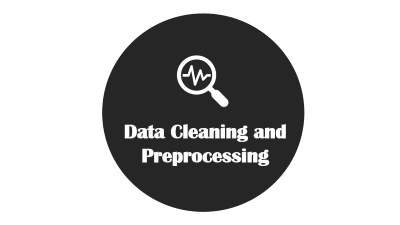 Data Cleaning and
Preprocessing